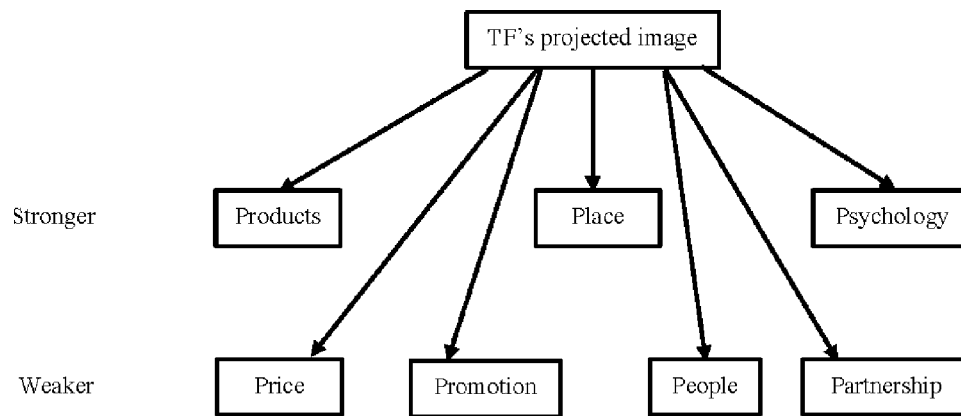 TF's projected image
Stronger Products Place Psychology
Weaker Price Promotion People Partnership